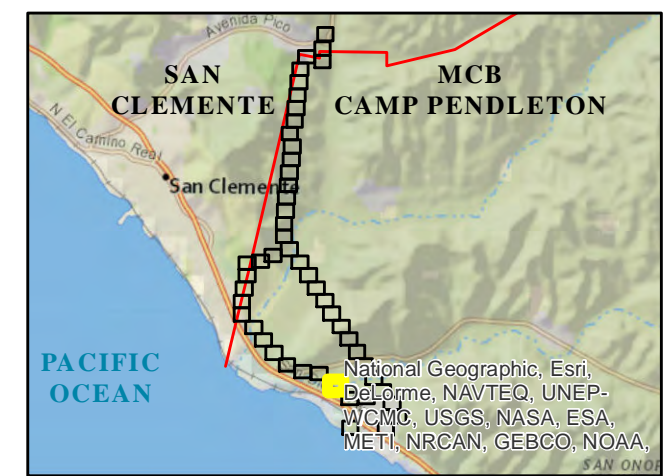 Avenida Pico
SAN
CLEMENTE
MCB
CAMP PENDLETON
N El Camino Real
San Clemente
PACIFIC
OCEAN
National Geographic, Esri,
DeLorme, NAVTEQ, UNEP-
WCMC, USGS, NASA, ESA,
METI, NRCAN, GEBCO, NOAA,
SAN ONOF